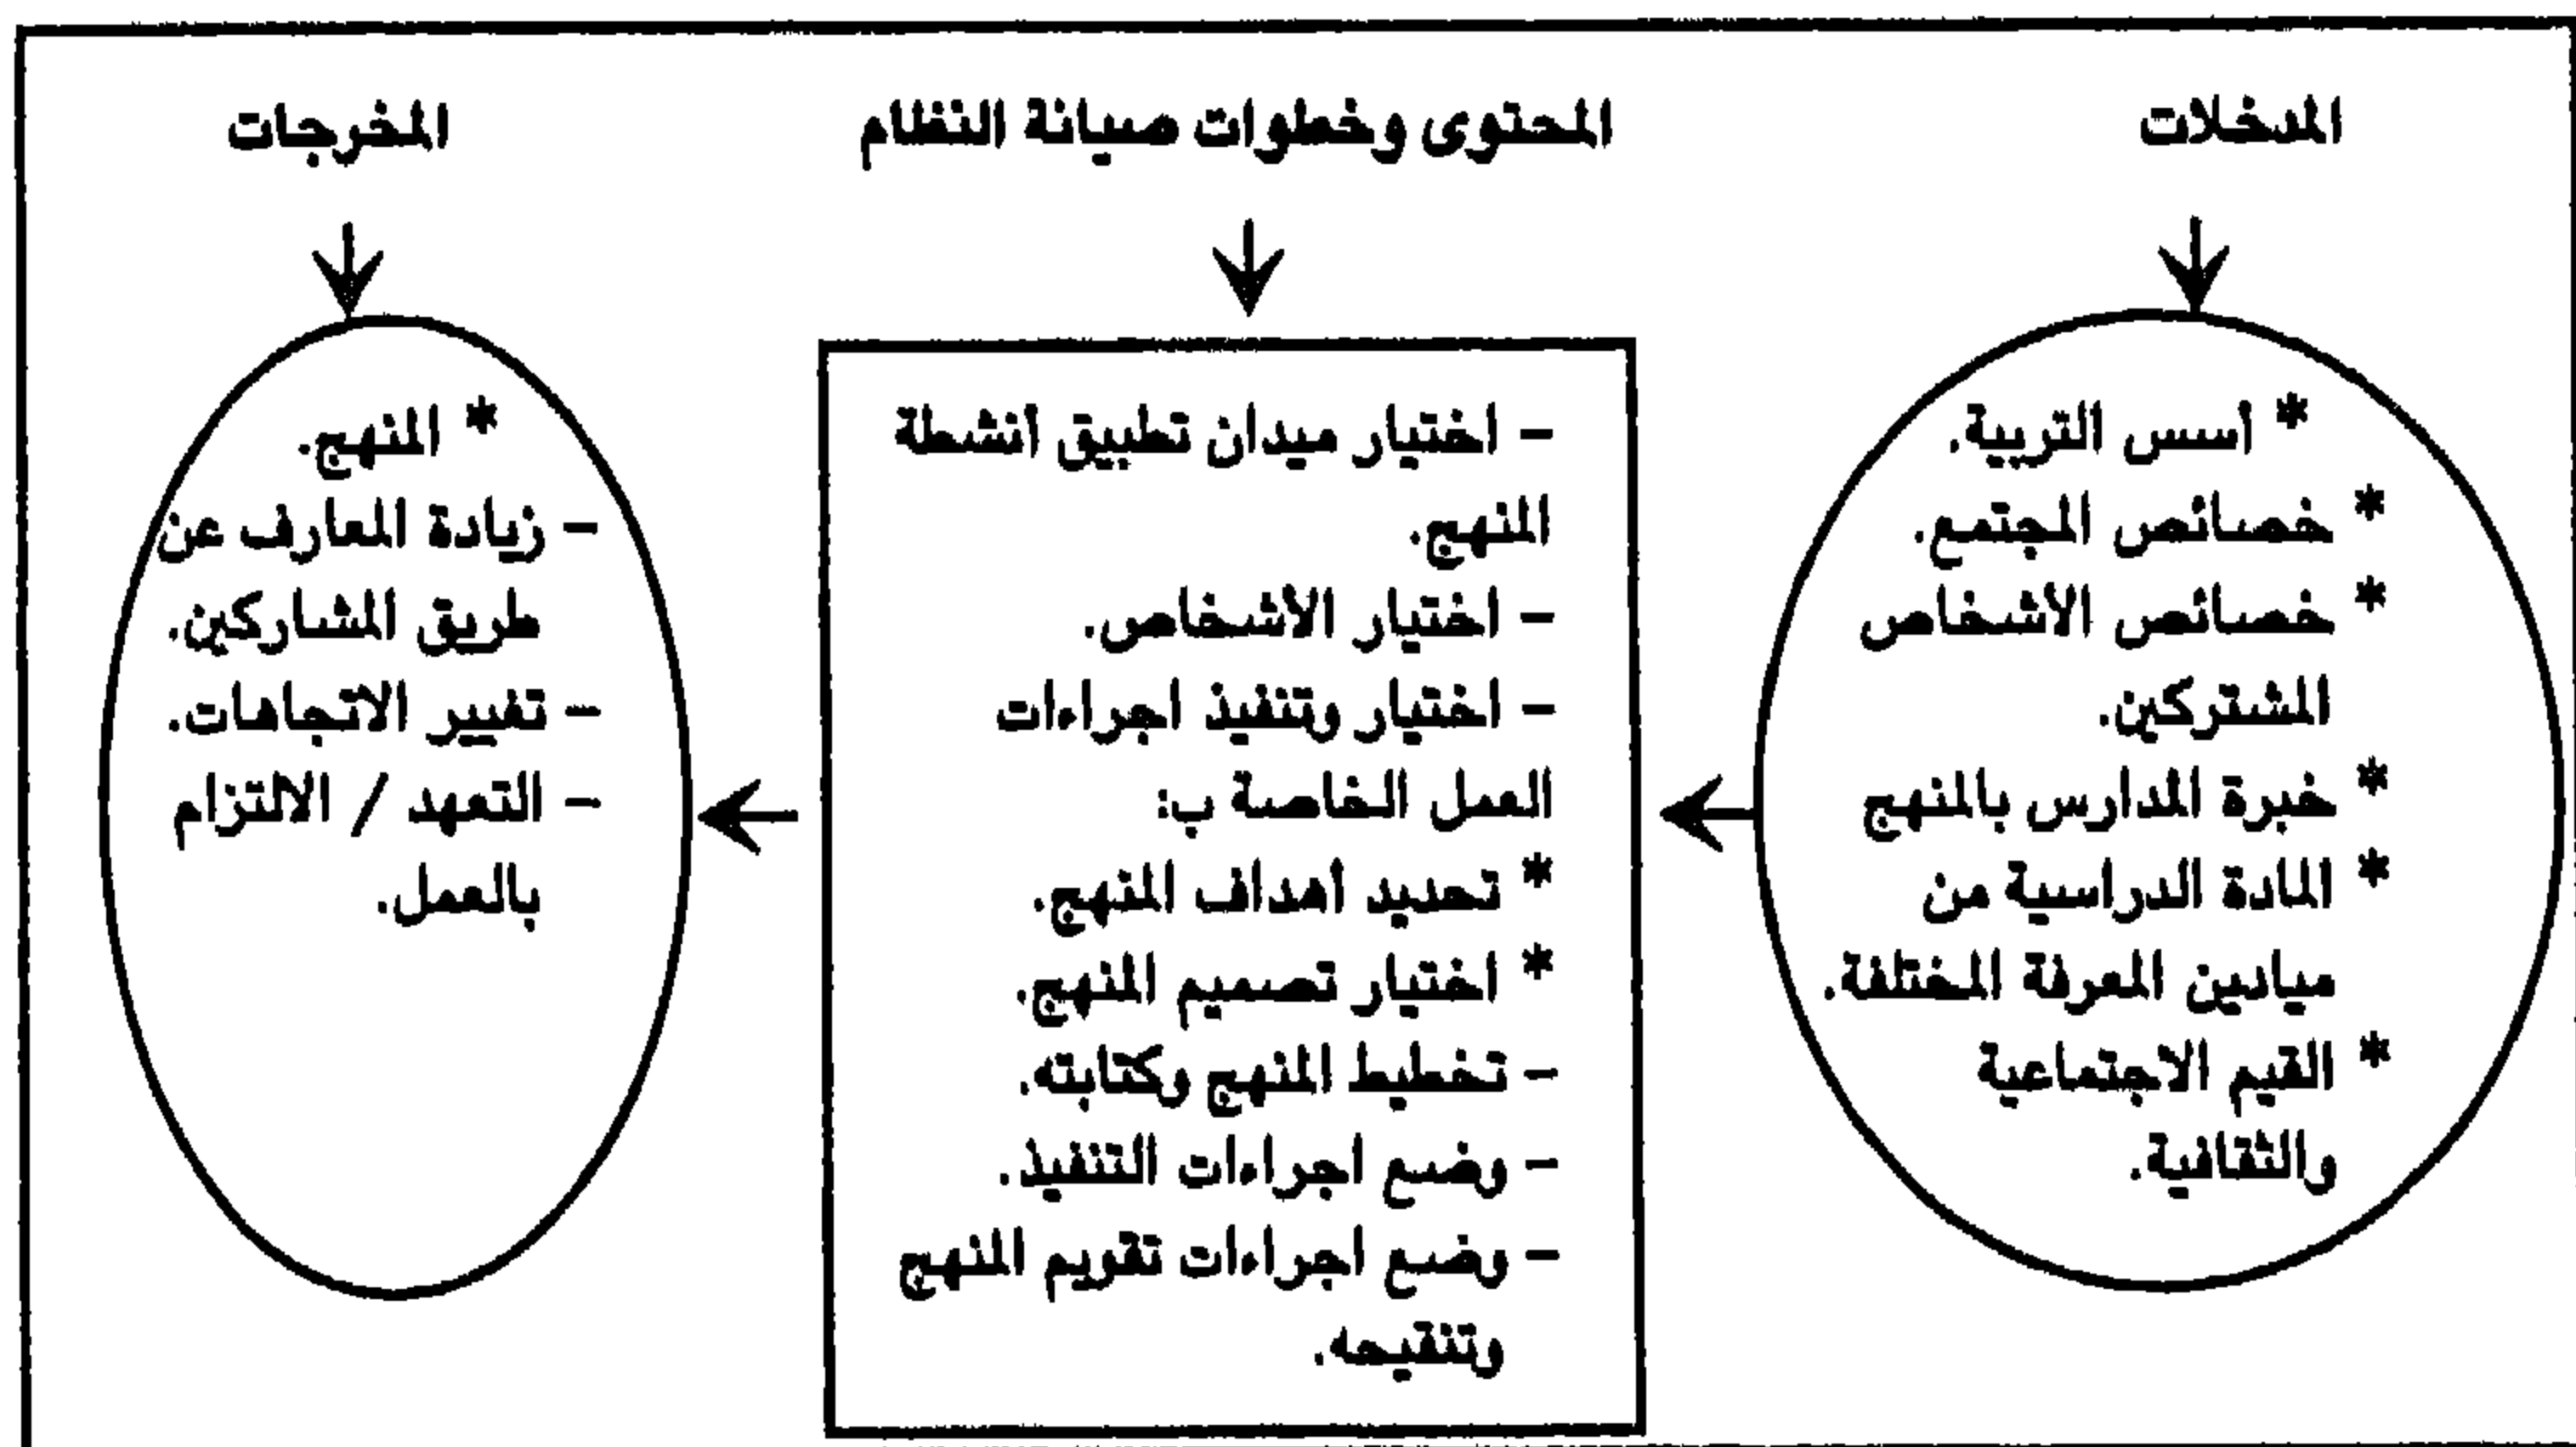 المدخلات
المحتوى وخطوات صيانة النظام
المخرجات
* أسس التربية.
* خصائص المجتمع.
* خصائص الأشخاص
المشتركين.
* خبرة المدارس بالمنهج
* المادة الدراسية من
ميادين المعرفة المختلفة.
* القيم الاجتماعية
والثقافية.
– اختيار ميدان تطبيق أنشطة
المنهج.
– اختيار الأشخاص.
– اختيار وتنفيذ اجراءات
العمل الخاصة ب:
* تحديد أهداف المنهج.
* اختيار تصميم المنهج.
– تخطيط المنهج وكتابته.
– وضع اجراءات التنفيذ.
– وضع اجراءات تقويم المنهج
وتنقيحه.
* المنهج.
– زيادة المعارف عن
طريق المشاركين.
– تغيير الاتجاهات.
– التعهد / الالتزام
بالعمل.